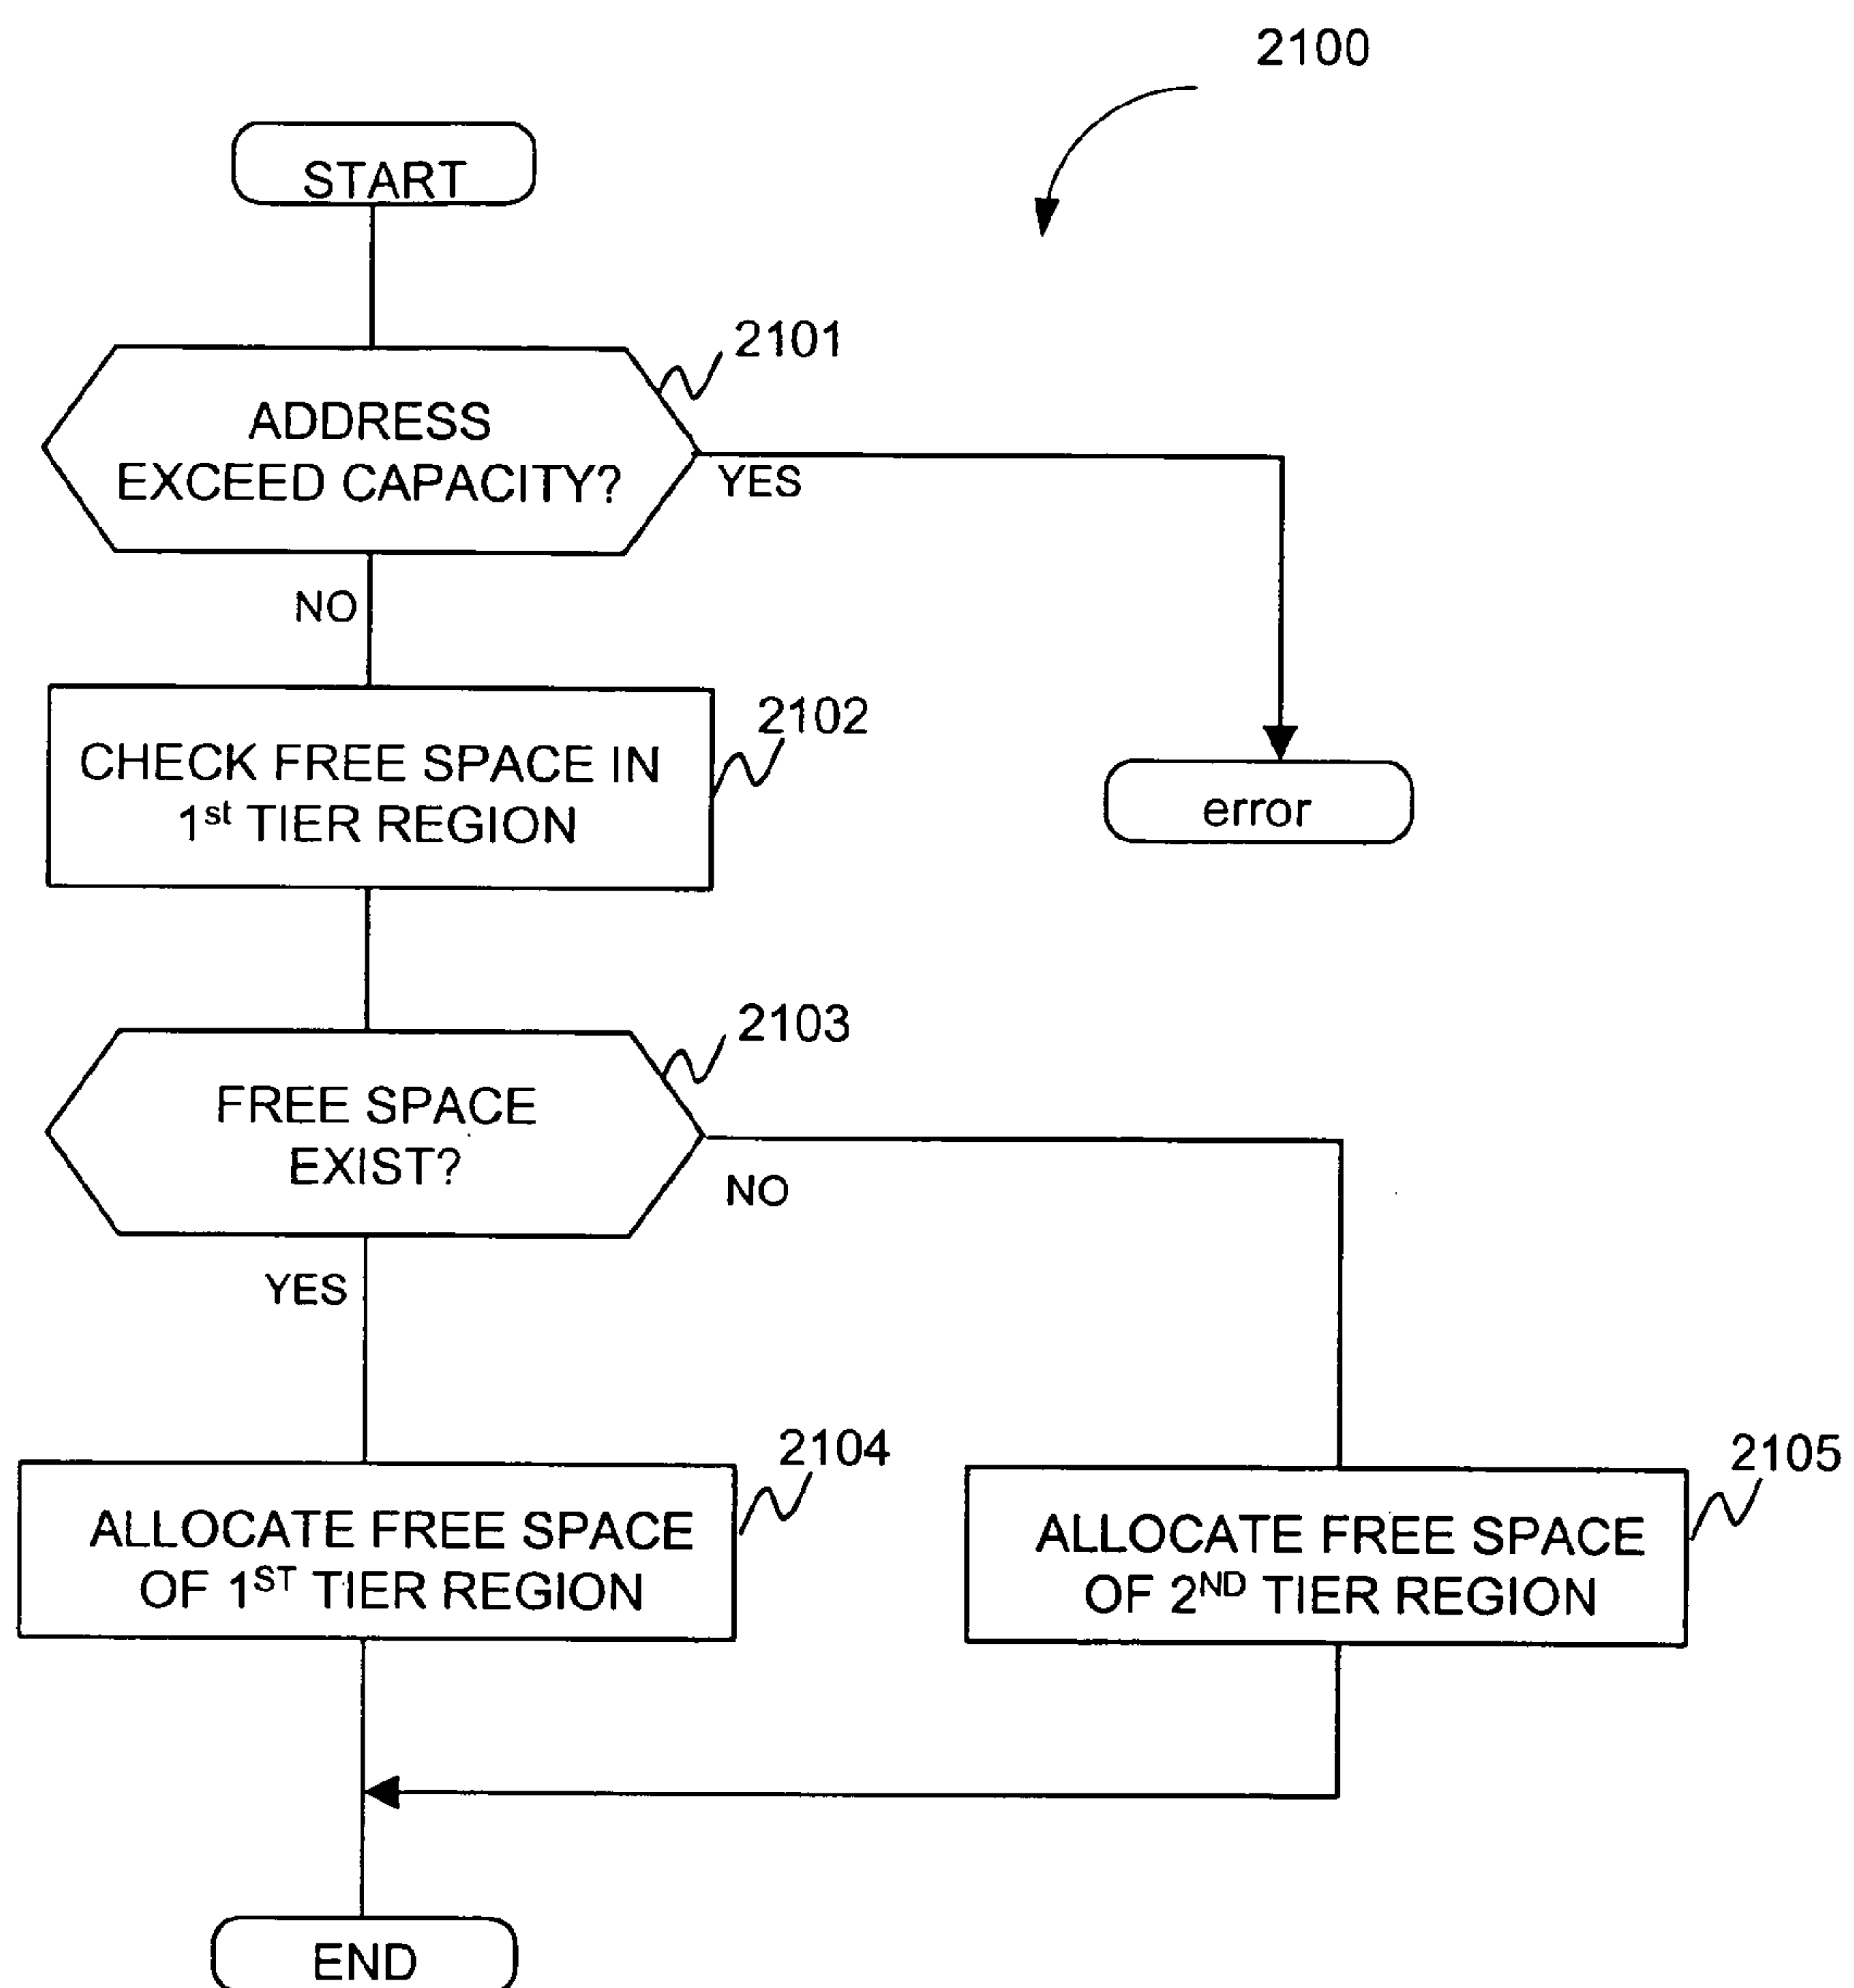 2100
START
2101
ADDRESS
EXCEED CAPACITY?
YES
NO
2102
CHECK FREE SPACE IN
1st TIER REGION
error
2103
FREE SPACE
EXIST?
NO
YES
2104
ALLOCATE FREE SPACE
OF 1ST TIER REGION
2105
ALLOCATE FREE SPACE
OF 2ND TIER REGION
END